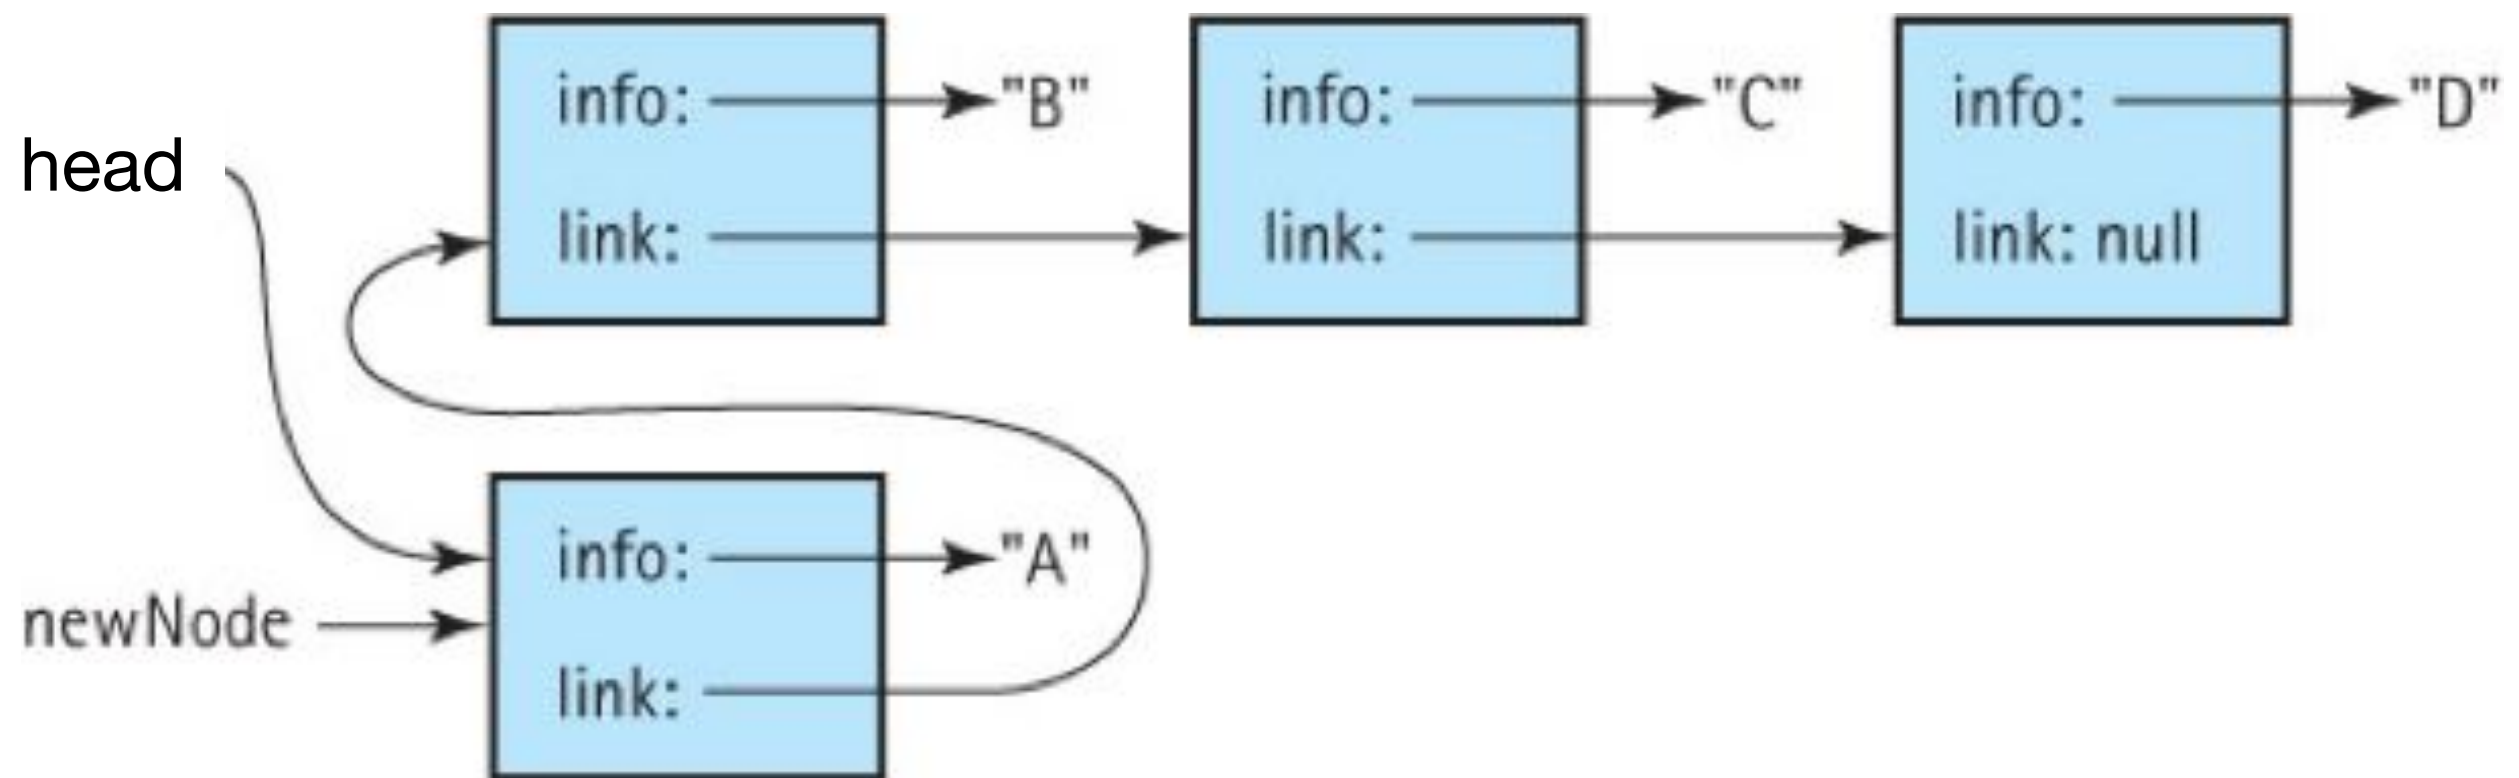 info: "B"
link:
info: "C"
link:
info: "D"
link: null
head
info: "A"
newNode
link: